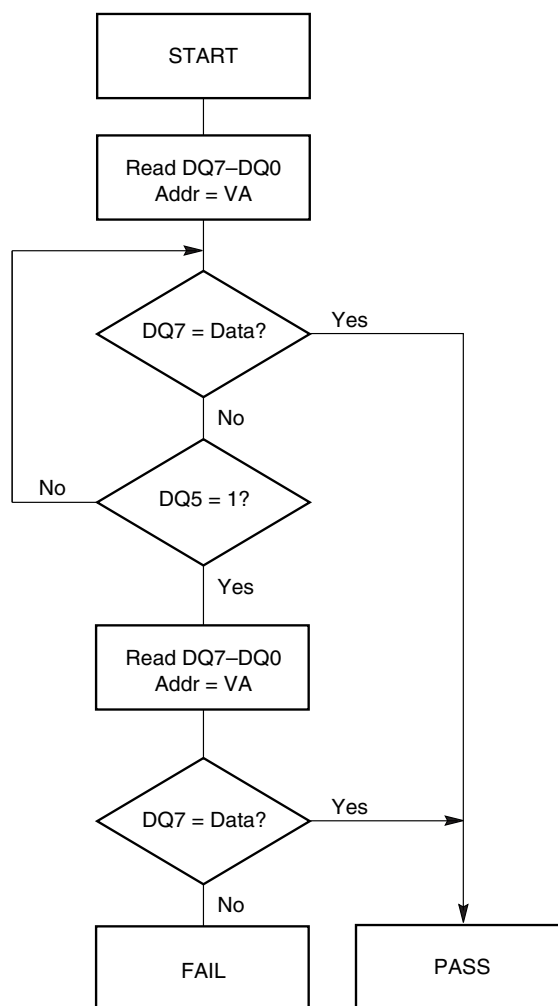 START
Read DQ7–DQ0
Addr = VA
DQ7 = Data?
Yes
No
No
DQ5 = 1?
Yes
Read DQ7–DQ0
Addr = VA
DQ7 = Data?
Yes
No
FAIL
PASS